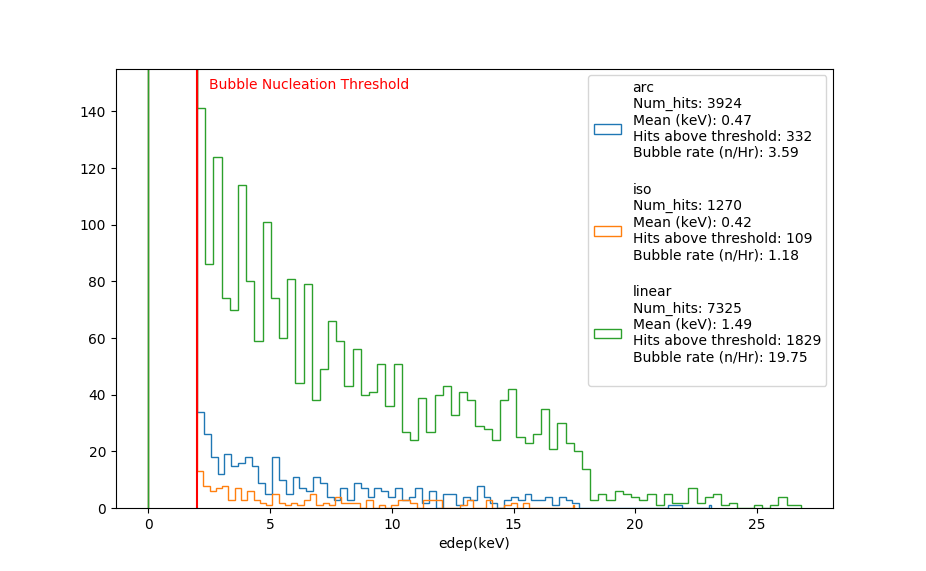 Bubble Nucleation Threshold
arc
Num_hits: 3924
Mean (keV): 0.47
Hits above threshold: 332
Bubble rate (n/Hr): 3.59
iso
Num_hits: 1270
Mean (keV): 0.42
Hits above threshold: 109
Bubble rate (n/Hr): 1.18
linear
Num_hits: 7325
Mean (keV): 1.49
Hits above threshold: 1829
Bubble rate (n/Hr): 19.75
140
120
100
80
60
40
20
0
0 5 10 15 20 25
edep(keV)